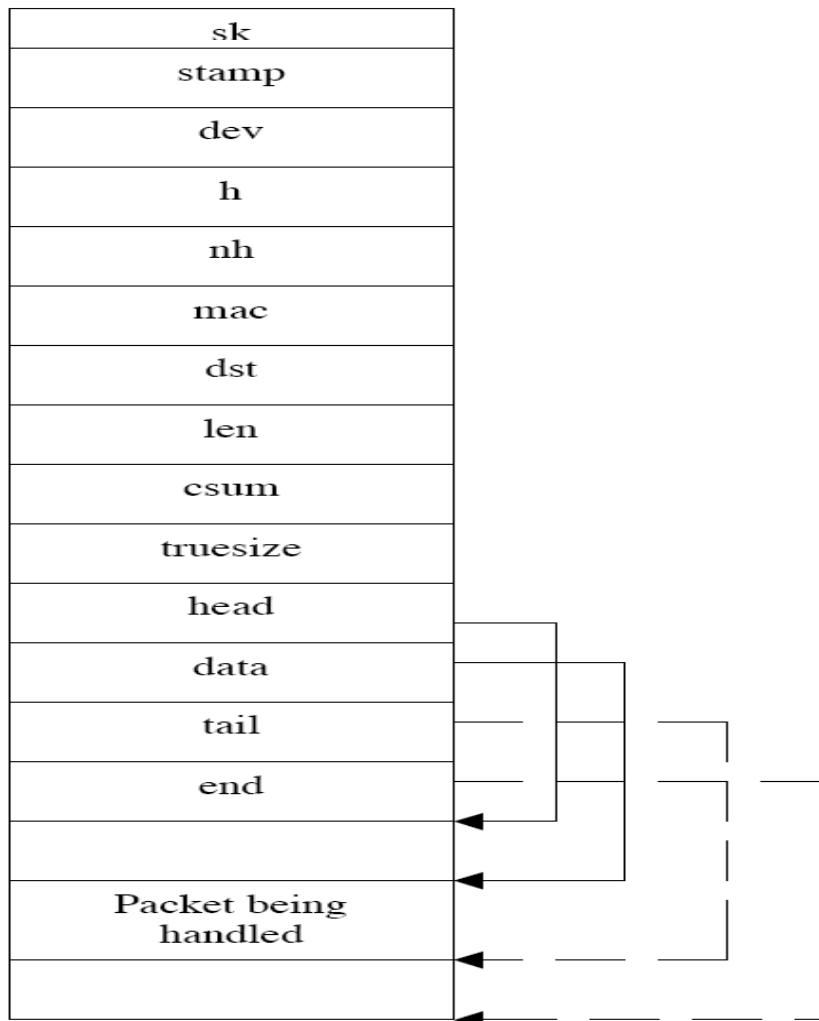 sk
stamp
dev
h
nh
mac
dst
len
csum
truesize
head
data
tail
end
Packet being
handled